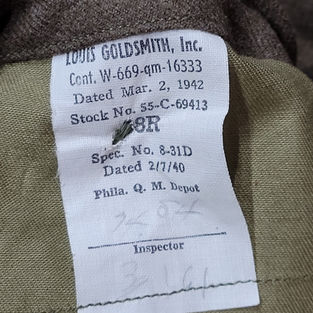 LOUIS GOLDSMITH, Inc.
Cont. W-669-qm-16333
Dated Mar. 2, 1942
Stock No. 55-C-69413
8R
Spec. No. 8-31D
Dated 2/7/40
Phila. Q. M. Depot
Inspector